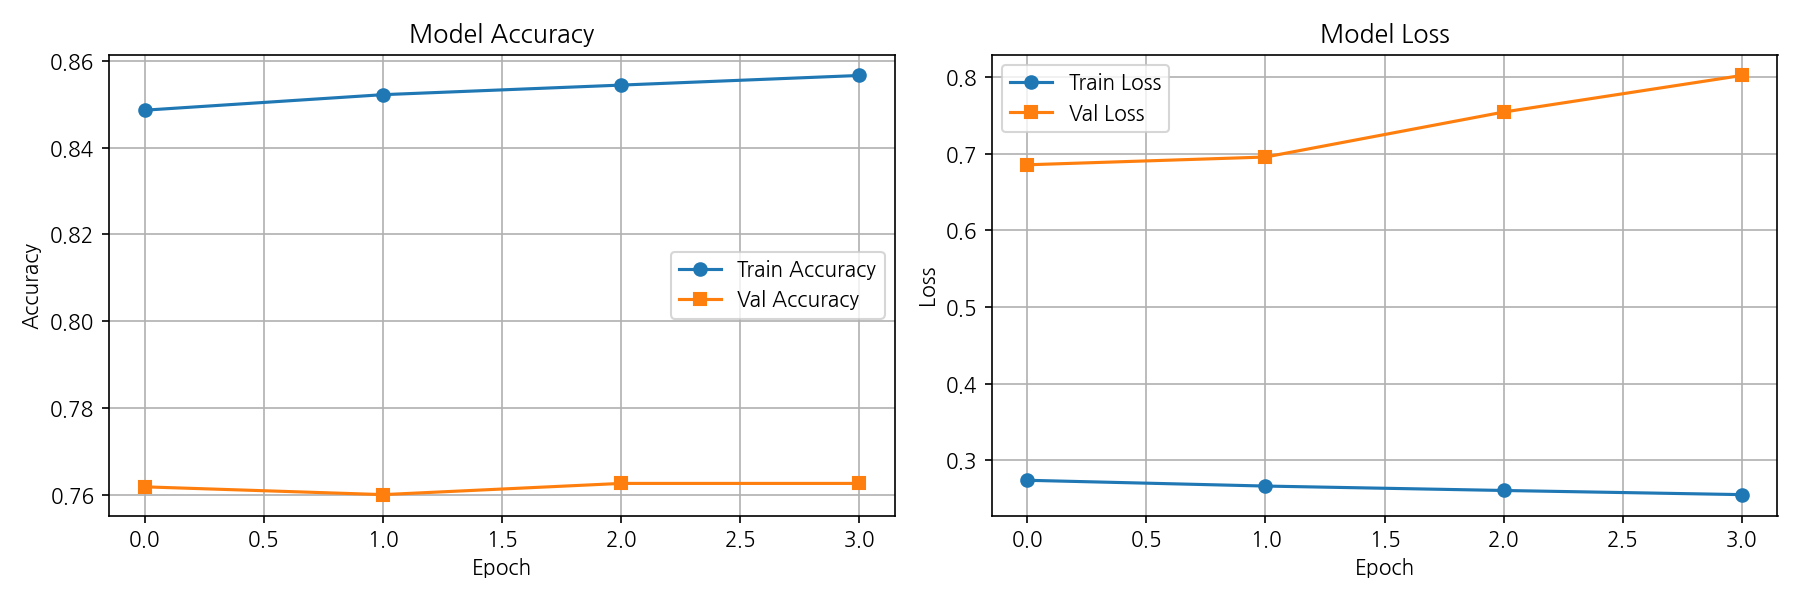 Model Accuracy
Accuracy
0.86
0.84
0.82
0.80
0.78
0.76
Train Accuracy
Val Accuracy
0.0 0.5 1.0 1.5 2.0 2.5 3.0
Epoch
Model Loss
Loss
0.8
0.7
0.6
0.5
0.4
0.3
Train Loss
Val Loss
0.0 0.5 1.0 1.5 2.0 2.5 3.0
Epoch